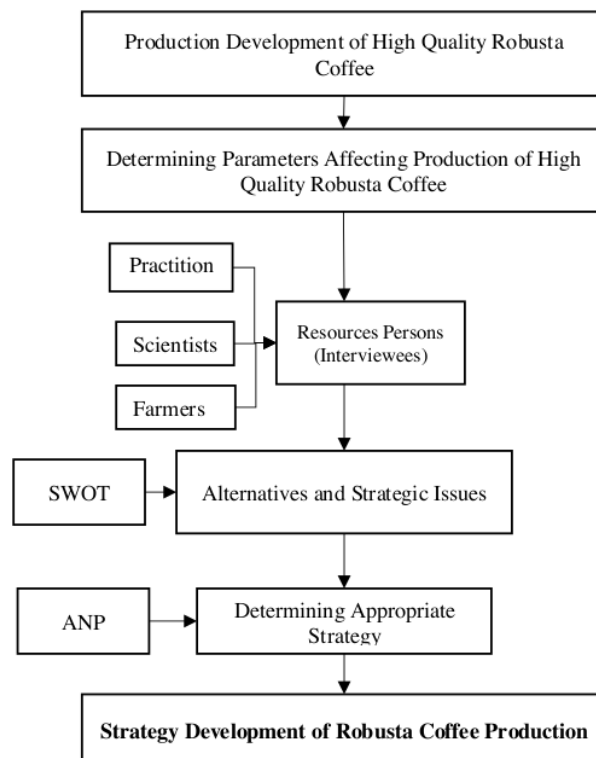 Production Development of High Quality Robusta
Coffee
Determining Parameters Affecting Production of High
Quality Robusta Coffee
Practition
Scientists
Farmers
Resources Persons
(Interviewees)
SWOT
Alternatives and Strategic Issues
ANP
Determining Appropriate
Strategy
Strategy Development of Robusta Coffee Production